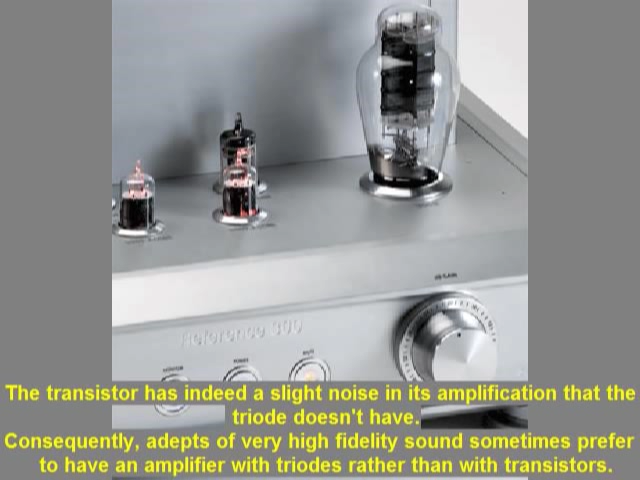 Reference 300
POWER
The transistor has indeed a slight noise in its amplification that the
triode doesn't have.
Consequently, adepts of very high fidelity sound sometimes prefer
to have an amplifier with triodes rather than with transistors.